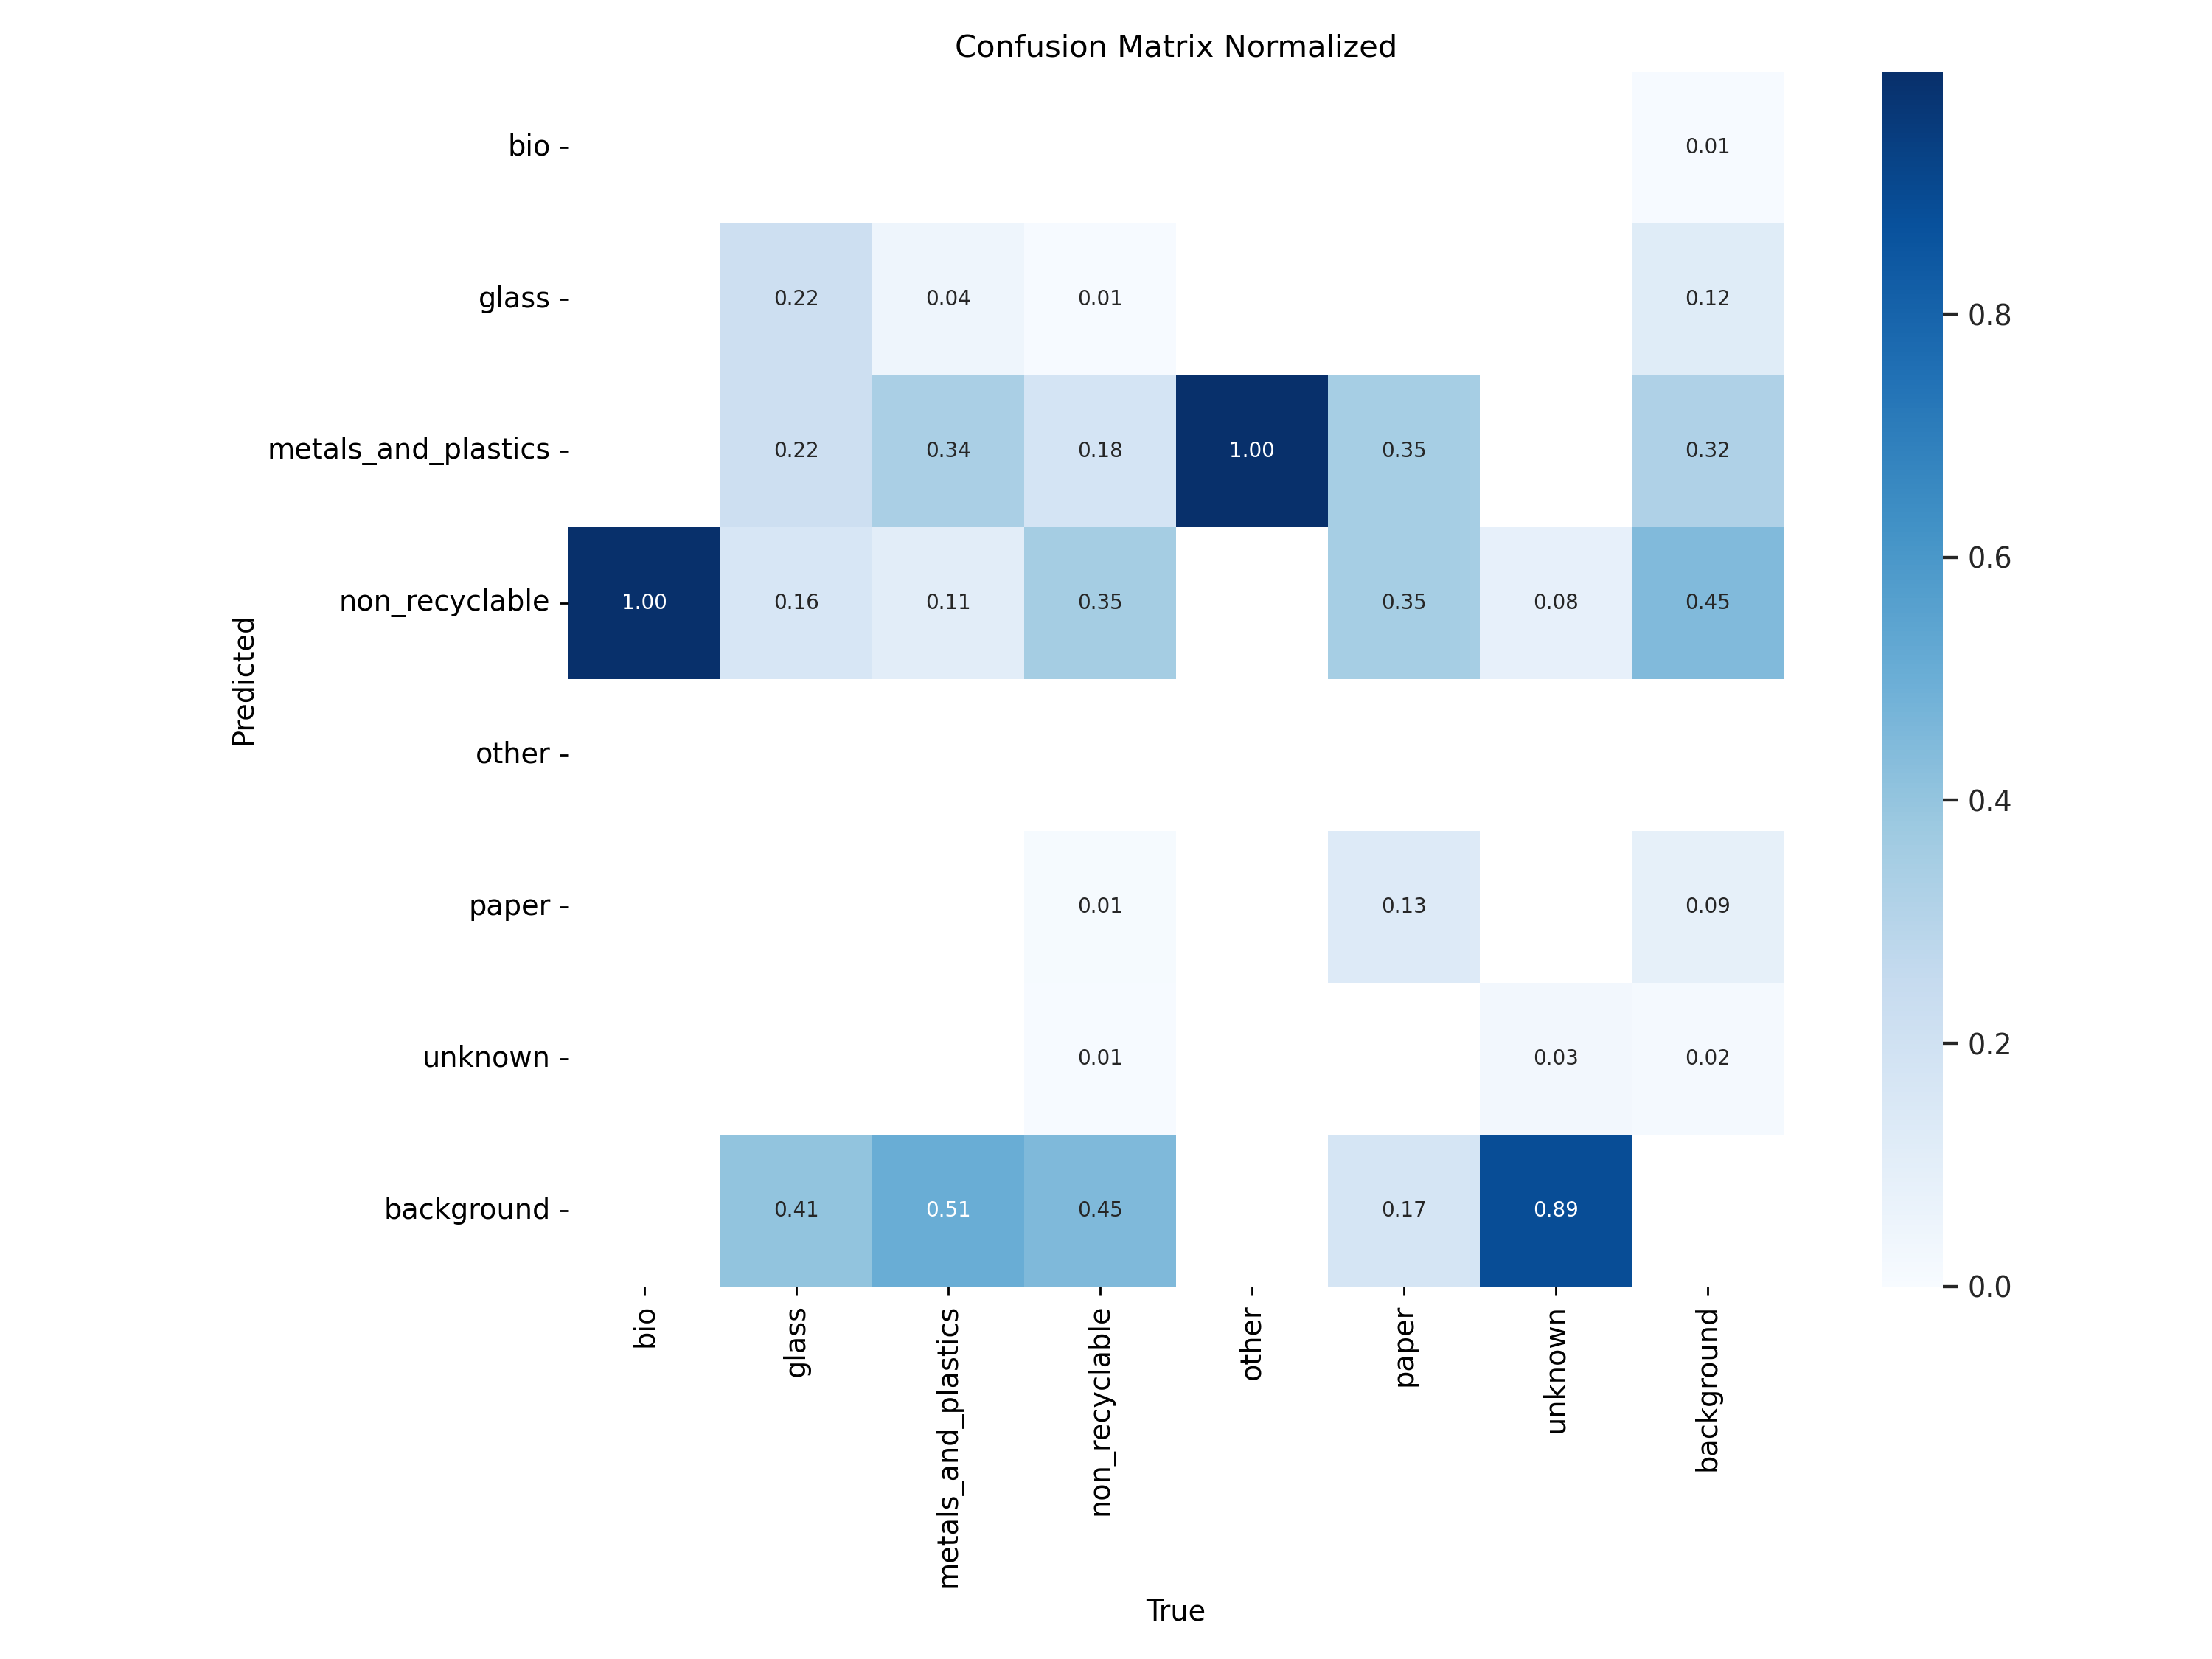 Confusion Matrix Normalized
bio
0.01
glass
0.22 0.04 0.01 0.12
metals_and_plastics
0.22 0.34 0.18 1.00 0.35 0.32
non_recyclable
1.00 0.16 0.11 0.35 0.35 0.08 0.45
other
paper
0.01 0.13 0.09
unknown
0.01 0.03 0.02
background
0.41 0.51 0.45 0.17 0.89
Predicted
bio
glass
metals_and_plastics
non_recyclable
other
paper
unknown
background
True
0.8
0.6
0.4
0.2
0.0